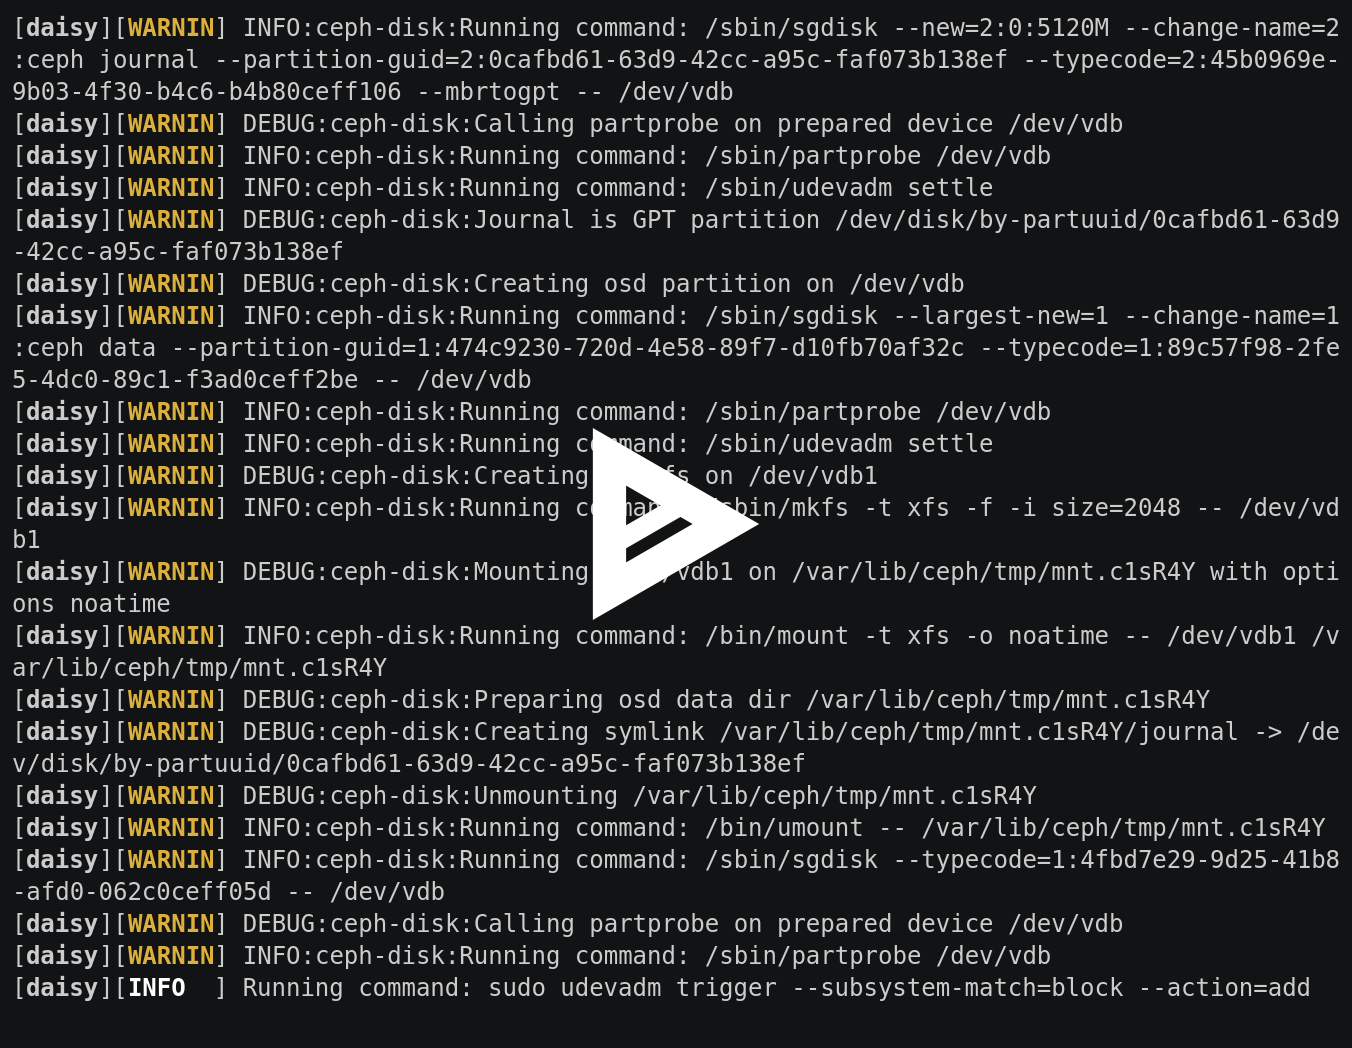 [daisy][WARNIN] INFO:ceph-disk:Running command: /sbin/sgdisk --new=2:0:5120M --change-name=2
:ceph journal --partition-guid=2:0cafbd61-63d9-42cc-a95c-faf073b138ef --typecode=2:45b0969e-
9b03-4f30-b4c6-b4b80ceff106 --mbrtogpt -- /dev/vdb
[daisy][WARNIN] DEBUG:ceph-disk:Calling partprobe on prepared device /dev/vdb
[daisy][WARNIN] INFO:ceph-disk:Running command: /sbin/partprobe /dev/vdb
[daisy][WARNIN] INFO:ceph-disk:Running command: /sbin/udevadm settle
[daisy][WARNIN] DEBUG:ceph-disk:Journal is GPT partition /dev/disk/by-partuuid/0cafbd61-63d9
-42cc-a95c-faf073b138ef
[daisy][WARNIN] DEBUG:ceph-disk:Creating osd partition on /dev/vdb
[daisy][WARNIN] INFO:ceph-disk:Running command: /sbin/sgdisk --largest-new=1 --change-name=1
:ceph data --partition-guid=1:474c9230-720d-4e58-89f7-d10fb70af32c --typecode=1:89c57f98-2fe
5-4dc0-89c1-f3ad0ceff2be -- /dev/vdb
[daisy][WARNIN] INFO:ceph-disk:Running command: /sbin/partprobe /dev/vdb
[daisy][WARNIN] INFO:ceph-disk:Running command: /sbin/udevadm settle
[daisy][WARNIN] DEBUG:ceph-disk:Creating on /dev/vdb1
[daisy][WARNIN] INFO:ceph-disk:Running command: /sbin/mkfs -t xfs -f -i size=2048 -- /dev/vd
b1
[daisy][WARNIN] DEBUG:ceph-disk:Mounting /dev/vdb1 on /var/lib/ceph/tmp/mnt.c1sR4Y with opti
ons noatime
[daisy][WARNIN] INFO:ceph-disk:Running command: /bin/mount -t xfs -o noatime -- /dev/vdb1 /v
ar/lib/ceph/tmp/mnt.c1sR4Y
[daisy][WARNIN] DEBUG:ceph-disk:Preparing osd data dir /var/lib/ceph/tmp/mnt.c1sR4Y
[daisy][WARNIN] DEBUG:ceph-disk:Creating symlink /var/lib/ceph/tmp/mnt.c1sR4Y/journal -> /de
v/disk/by-partuuid/0cafbd61-63d9-42cc-a95c-faf073b138ef
[daisy][WARNIN] DEBUG:ceph-disk:Unmounting /var/lib/ceph/tmp/mnt.c1sR4Y
[daisy][WARNIN] INFO:ceph-disk:Running command: /bin/umount -- /var/lib/ceph/tmp/mnt.c1sR4Y
[daisy][WARNIN] INFO:ceph-disk:Running command: /sbin/sgdisk --typecode=1:4fbd7e29-9d25-41b8
-afd0-062c0ceff05d -- /dev/vdb
[daisy][WARNIN] DEBUG:ceph-disk:Calling partprobe on prepared device /dev/vdb
[daisy][WARNIN] INFO:ceph-disk:Running command: /sbin/partprobe /dev/vdb
[daisy][INFO  ] Running command: sudo udevadm trigger --subsystem-match=block --action=add